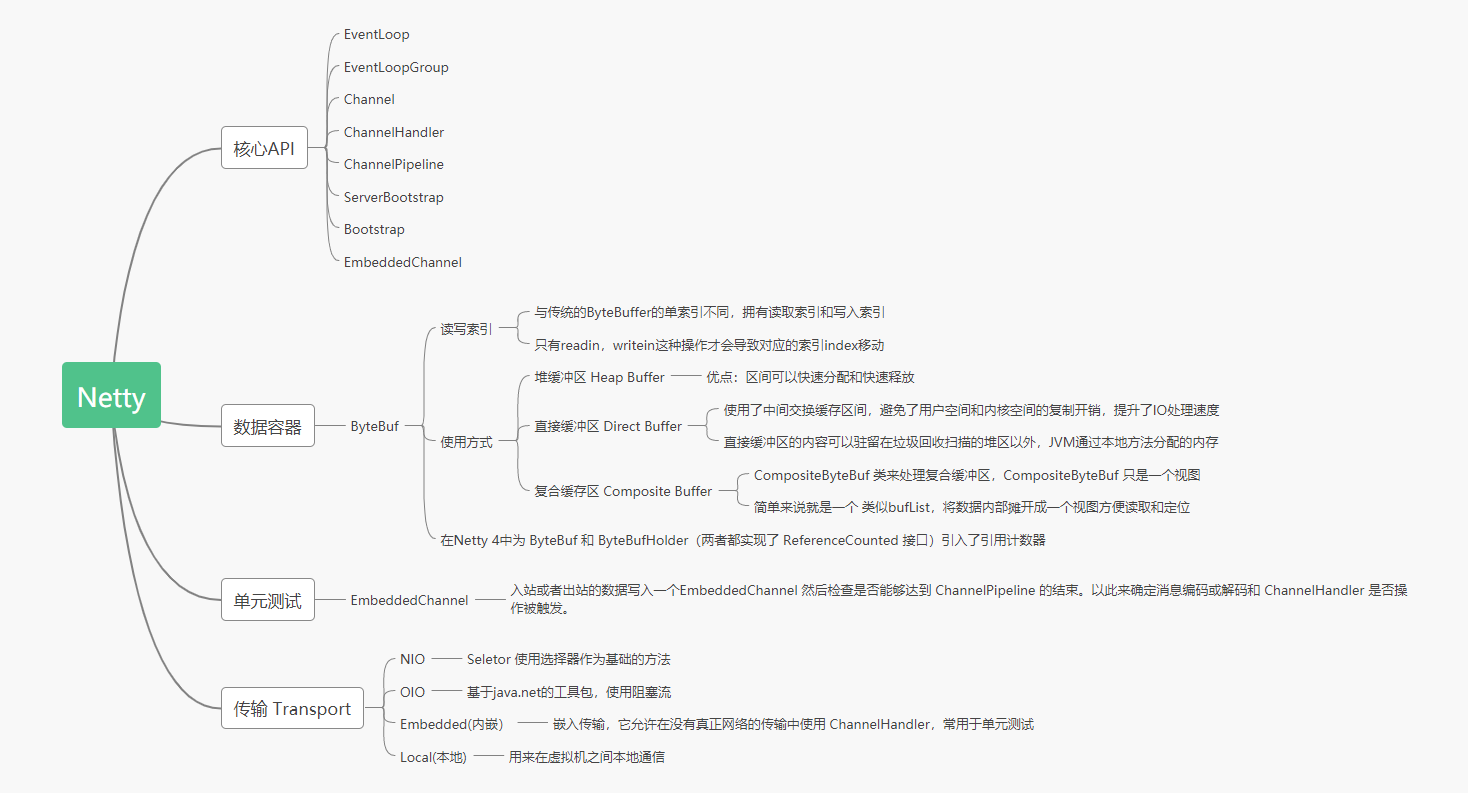 Netty
核心API
EventLoop
EventLoopGroup
Channel
ChannelHandler
ChannelPipeline
ServerBootstrap
Bootstrap
EmbeddedChannel
数据容器
ByteBuf
读写索引
与传统的ByteBuffer的单索引不同，拥有读取索引和写入索引
只有readin，writein这种操作才会导致对应的索引index移动
使用方式
堆缓冲区 Heap Buffer
优点：区间可以快速分配和快速释放
直接缓冲区 Direct Buffer
使用了中间交换缓存区间，避免了用户空间和内核空间的复制开销，提升了IO处理速度
直接缓冲区的内容可以驻留在垃圾回收扫描的堆区以外，JVM通过本地方法分配的内存
复合缓存区 Composite Buffer
CompositeByteBuf 类来处理复合缓冲区，CompositeByteBuf 只是一个视图
简单来说就是一个 类似bufList，将数据内部摊开成一个视图方便读取和定位
在Netty 4中为 ByteBuf 和 ByteBufHolder（两者都实现了 ReferenceCounted 接口）引入了引用计数器
单元测试
EmbeddedChannel
入站或者出站的数据写入一个EmbeddedChannel 然后检查是否能够达到 ChannelPipeline 的结束。以此来确定消息编码或解码和 ChannelHandler 是否操
作被触发。
传输 Transport
NIO
Seletor 使用选择器作为基础的方法
OIO
基于java.net的工具包，使用阻塞流
Embedded(内嵌）
嵌入传输，它允许在没有真正网络的传输中使用 ChannelHandler，常用于单元测试
Local(本地)
用来在虚拟机之间本地通信